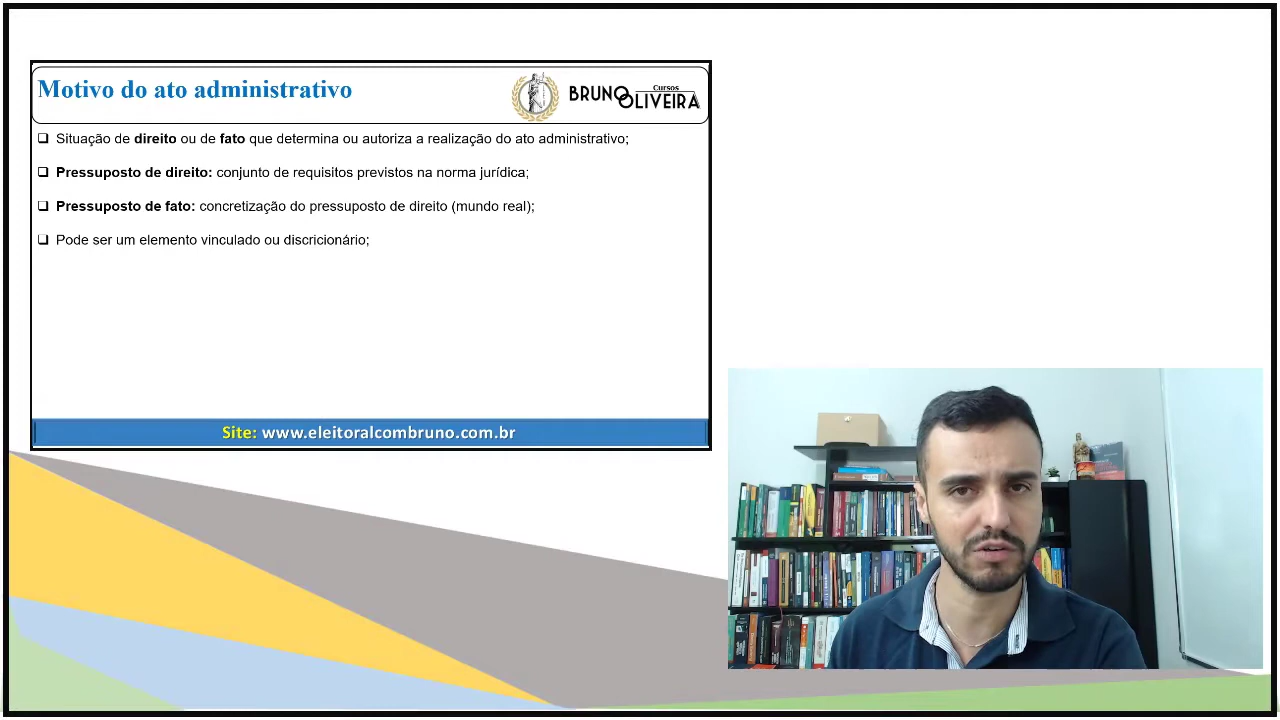 Motivo do ato administrativo
Cursos
BRUNO
OLIVEIRA
❑ Situação de direito ou de fato que determina ou autoriza a realização do ato administrativo;
❑ Pressuposto de direito: conjunto de requisitos previstos na norma jurídica;
❑ Pressuposto de fato: concretização do pressuposto de direito (mundo real);
❑ Pode ser um elemento vinculado ou discricionário;
Site: www.eleitoralcombruno.com.br